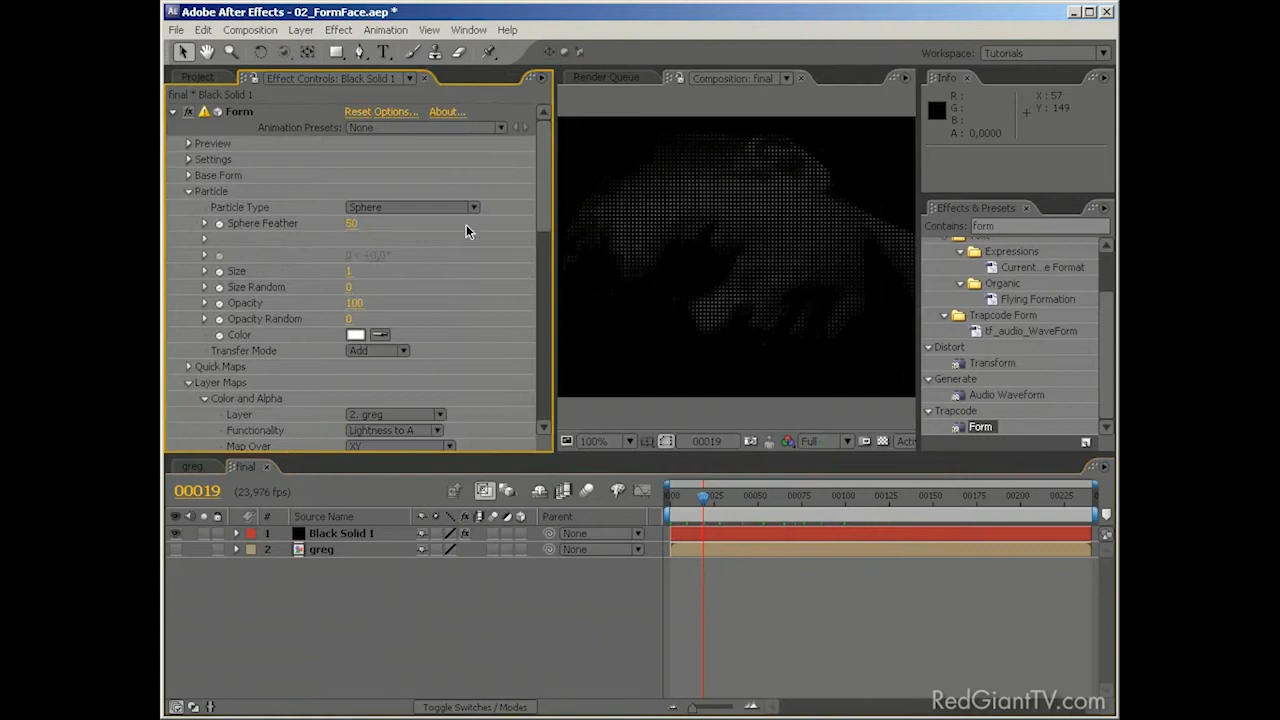 Adobe After Effects - 02_FormFace.aep *
File Edit Composition Layer Effect Animation View Window Help
Workspace: Tutorials
Project Effect Controls: Black Solid 1
final * Black Solid 1
Form Reset Options... About...
Animation Presets: None
Preview
Settings
Base Form
Particle
Particle Type Sphere
Sphere Feather 50
0 x +0,0°
Size 1
Size Random 0
Opacity 100
Opacity Random 0
Color
Transfer Mode Add
Quick Maps
Layer Maps
Color and Alpha
Layer 2. greg
Functionality Lightness to A
Map Over XY
Render Queue Composition: final
100% 00019 Full Acti
Info
R: X: 57
G: Y: 149
B:
A: 0,0000
Effects & Presets
Contains: form
Expressions
Current...e Format
Organic
Flying Formation
Trapcode Form
tf_audio_WaveForm
Distort
Transform
Generate
Audio Waveform
Trapcode
Form
greg final
00019 (23,976 fps)
000 00025 00050 00075 00100 00125 00150 00175 00200 00225
# Source Name Parent
1 Black Solid 1 None
2 greg None
Toggle Switches / Modes
RedGiantTV.com